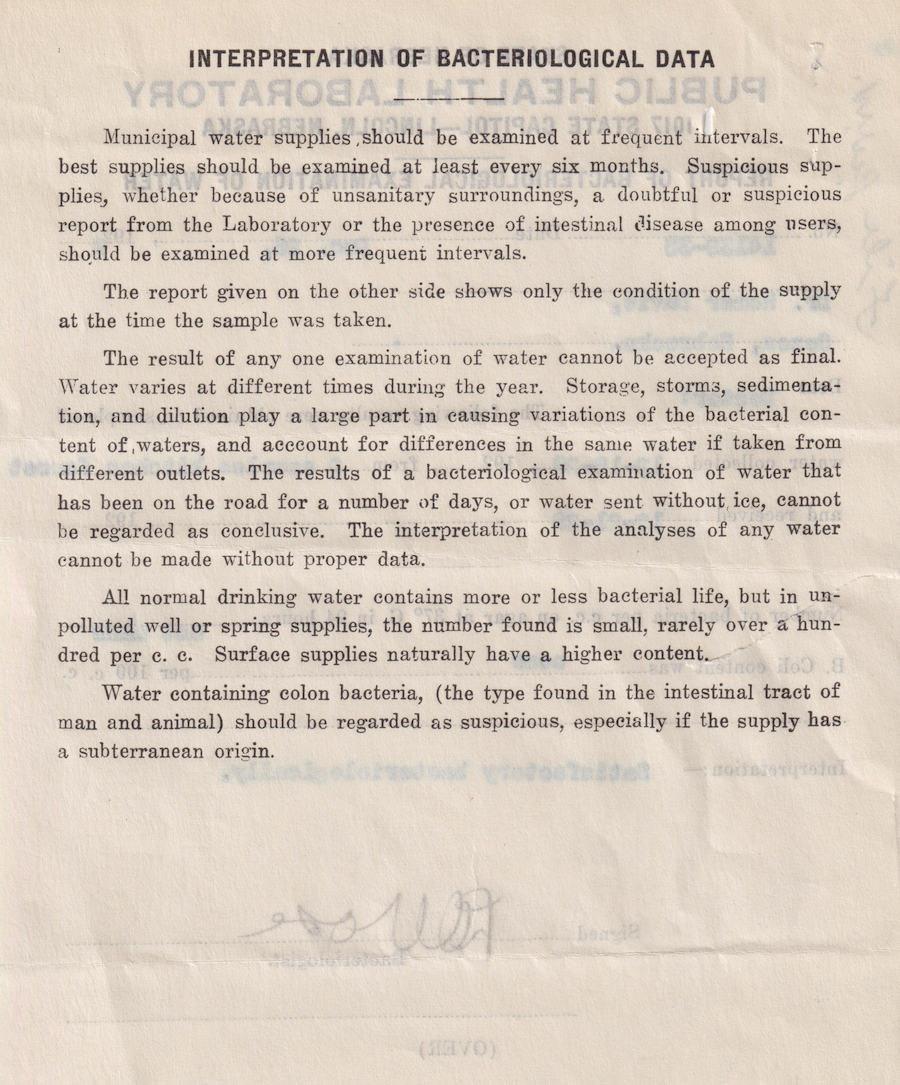 INTERPRETATION OF BACTERIOLOGICAL DATA
Municipal water supplies should be examined at frequent intervals. The
best supplies should be examined at least every six months. Suspicious sup-
plies, whether because of unsanitary surroundings, a doubtful or suspicious
report from the Laboratory or the presence of intestinal disease among users,
should be examined at more frequent intervals.
The report given on the other side shows only the condition of the supply
at the time the sample was taken.
The result of any one examination of water cannot be accepted as final.
Water varies at different times during the year. Storage, storms, sedimenta-
tion, and dilution play a large part in causing variations of the bacterial con-
tent of waters, and acccount for differences in the same water if taken from
different outlets. The results of a bacteriological examination of water that
has been on the road for a number of days, or water sent without ice, cannot
be regarded as conclusive. The interpretation of the analyses of any water
cannot be made without proper data.
All normal drinking water contains more or less bacterial life, but in un-
polluted well or spring supplies, the number found is small, rarely over a hun-
dred per c. c. Surface supplies naturally have a higher content.
Water containing colon bacteria, (the type found in the intestinal tract of
man and animal) should be regarded as suspicious, especially if the supply has
a subterranean origin.